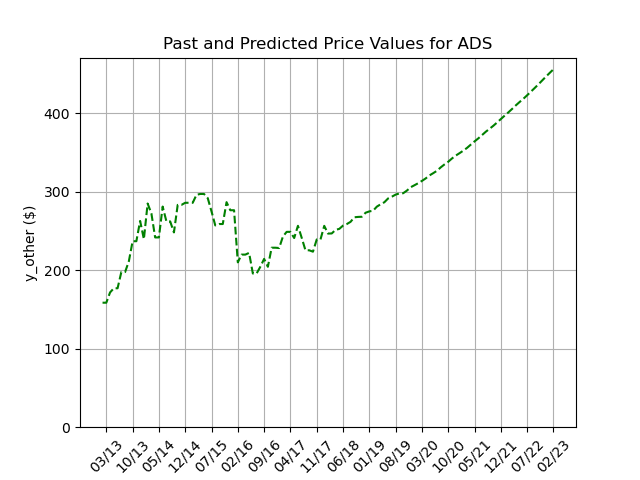 Past and Predicted Price Values for ADS
y_other ($)
400
300
200
100
0
03/13 10/13 05/14 12/14 07/15 02/16 09/16 04/17 11/17 06/18 01/19 08/19 03/20 10/20 05/21 12/21 07/22 02/23